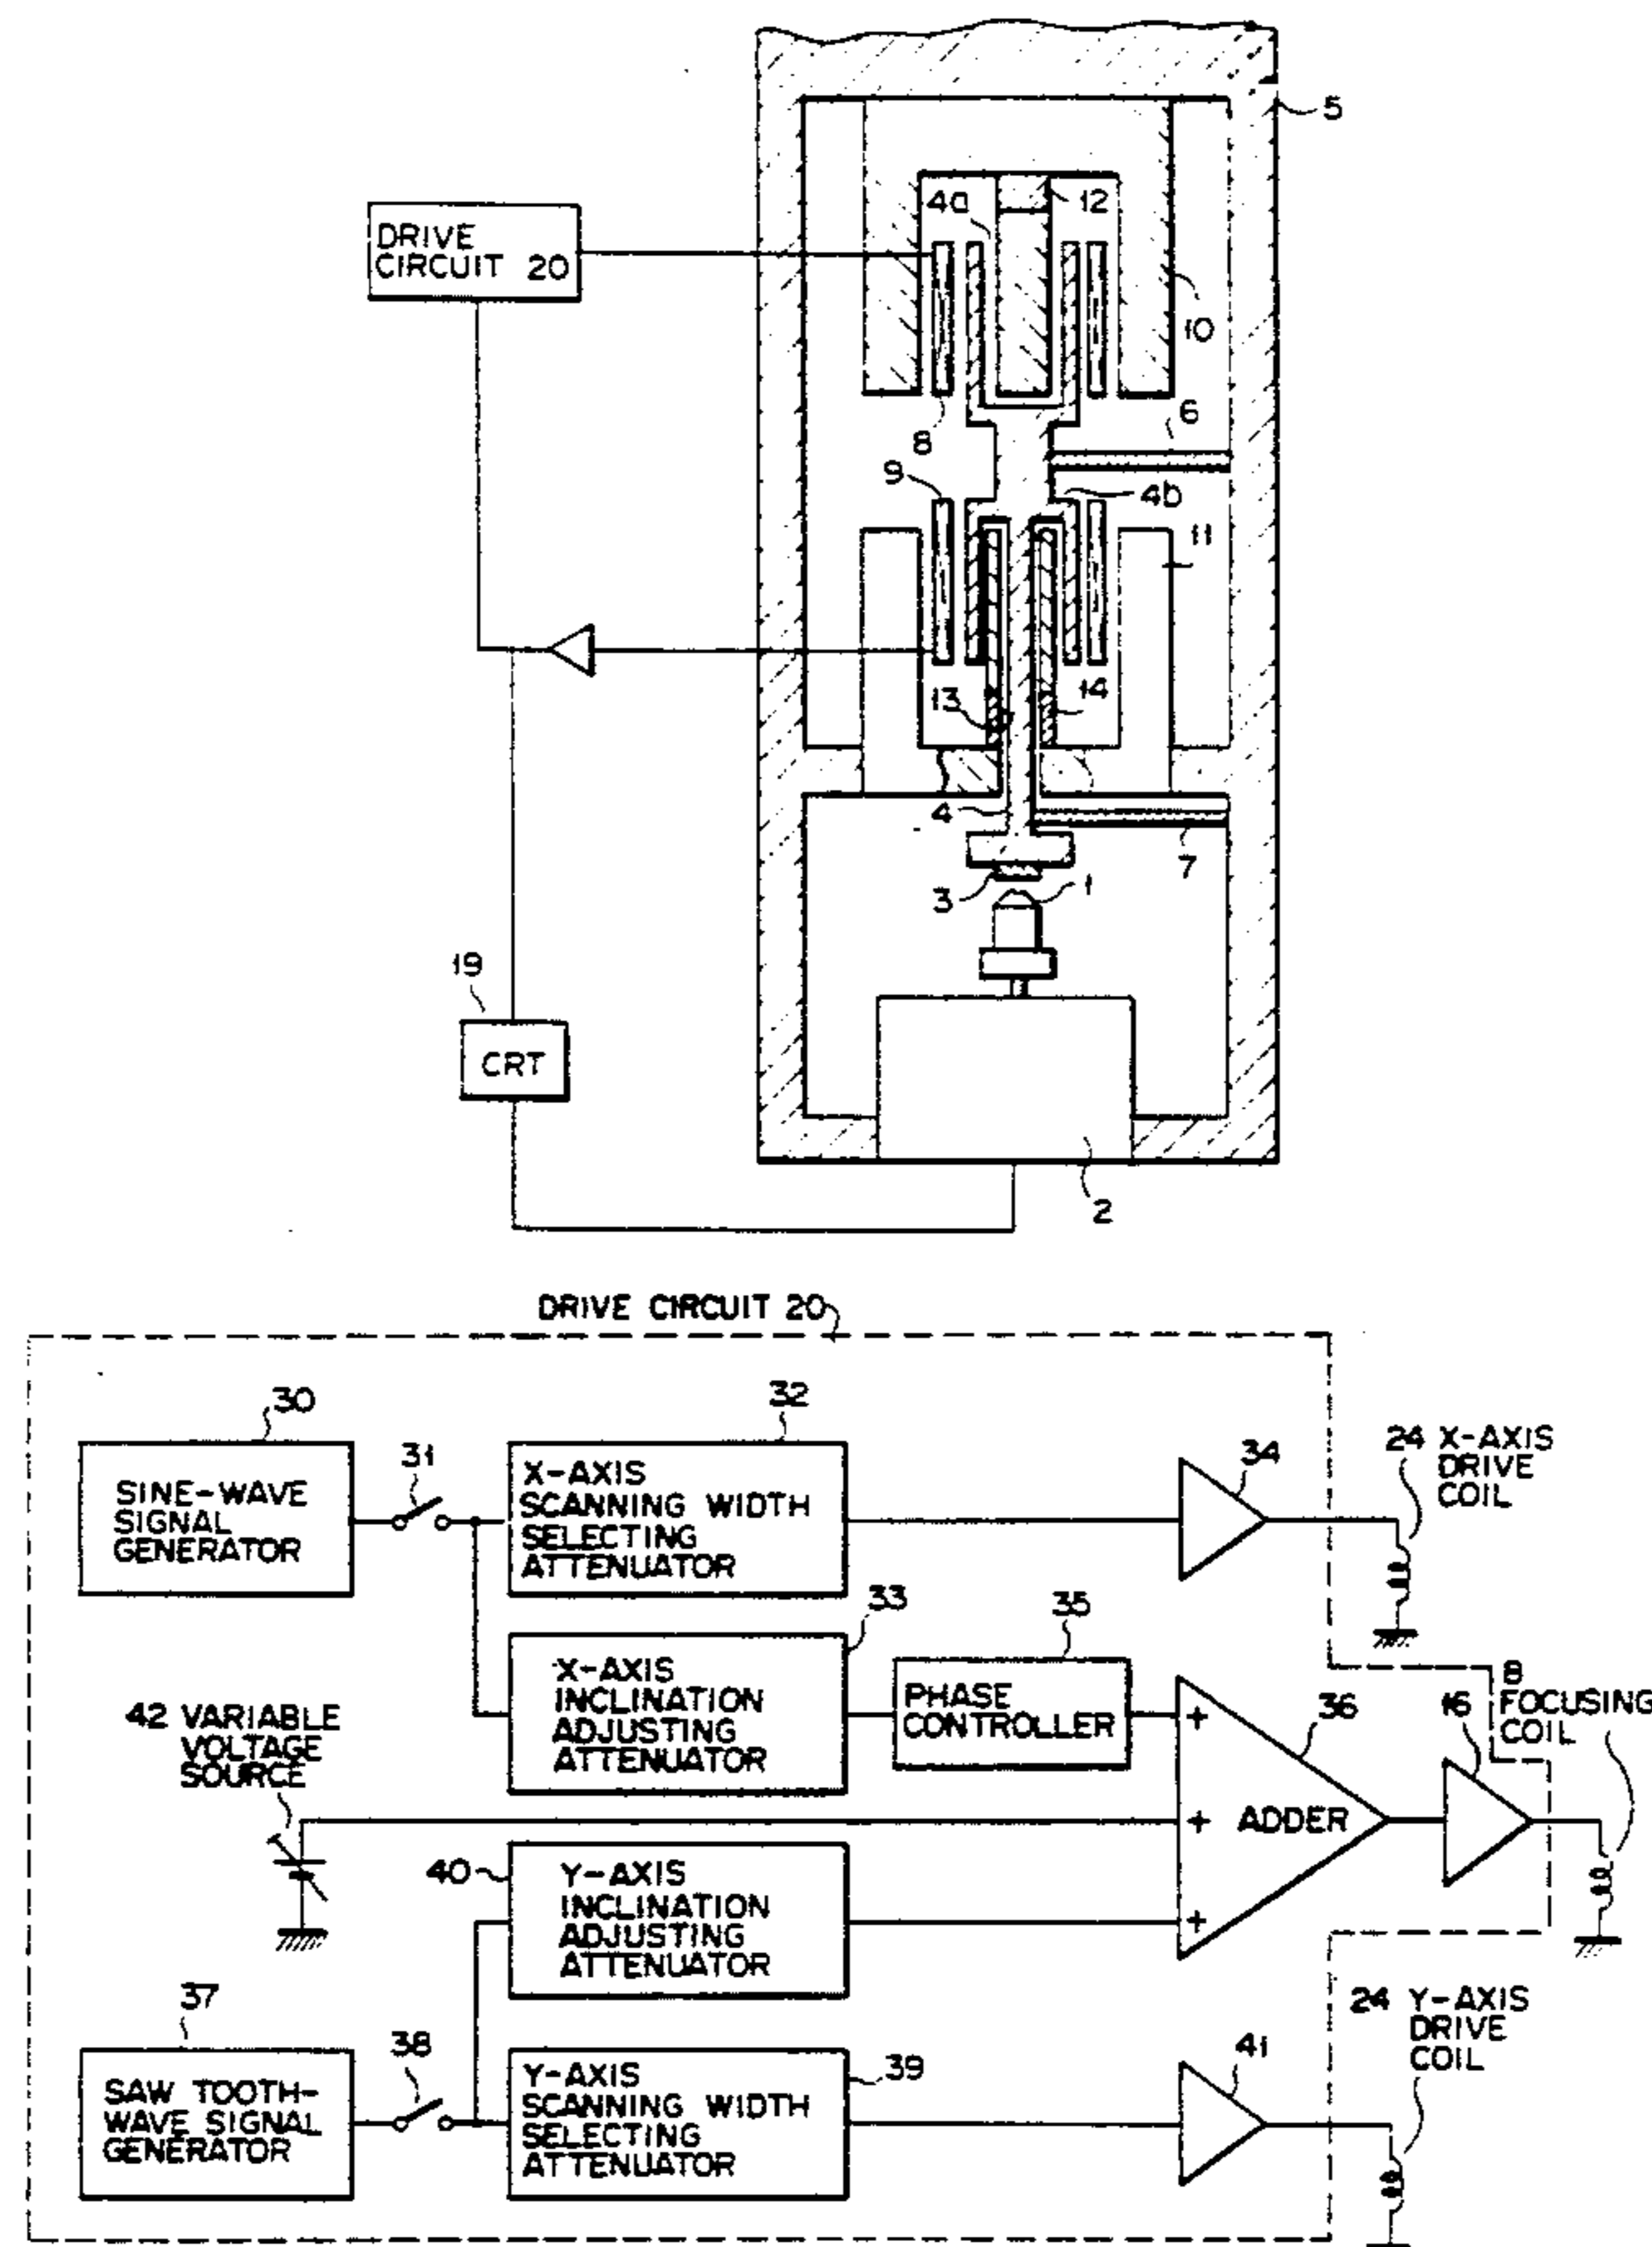 5
4a
12
DRIVE
CIRCUIT 20
10
8
6
9
4b
11
13
14
4
7
3
1
19
CRT
2
DRIVE CIRCUIT 20
30
SINE-WAVE
SIGNAL
GENERATOR
31
32
X-AXIS
SCANNING WIDTH
SELECTING
ATTENUATOR
34
24 X-AXIS
DRIVE
COIL
33
X-AXIS
INCLINATION
ADJUSTING
ATTENUATOR
35
PHASE
CONTROLLER
36
+
+
+
ADDER
16
8
FOCUSING
COIL
42 VARIABLE
VOLTAGE
SOURCE
40
Y-AXIS
INCLINATION
ADJUSTING
ATTENUATOR
37
SAW TOOTH-
WAVE SIGNAL
GENERATOR
38
Y-AXIS
SCANNING WIDTH
SELECTING
ATTENUATOR
39
41
24 Y-AXIS
DRIVE
COIL